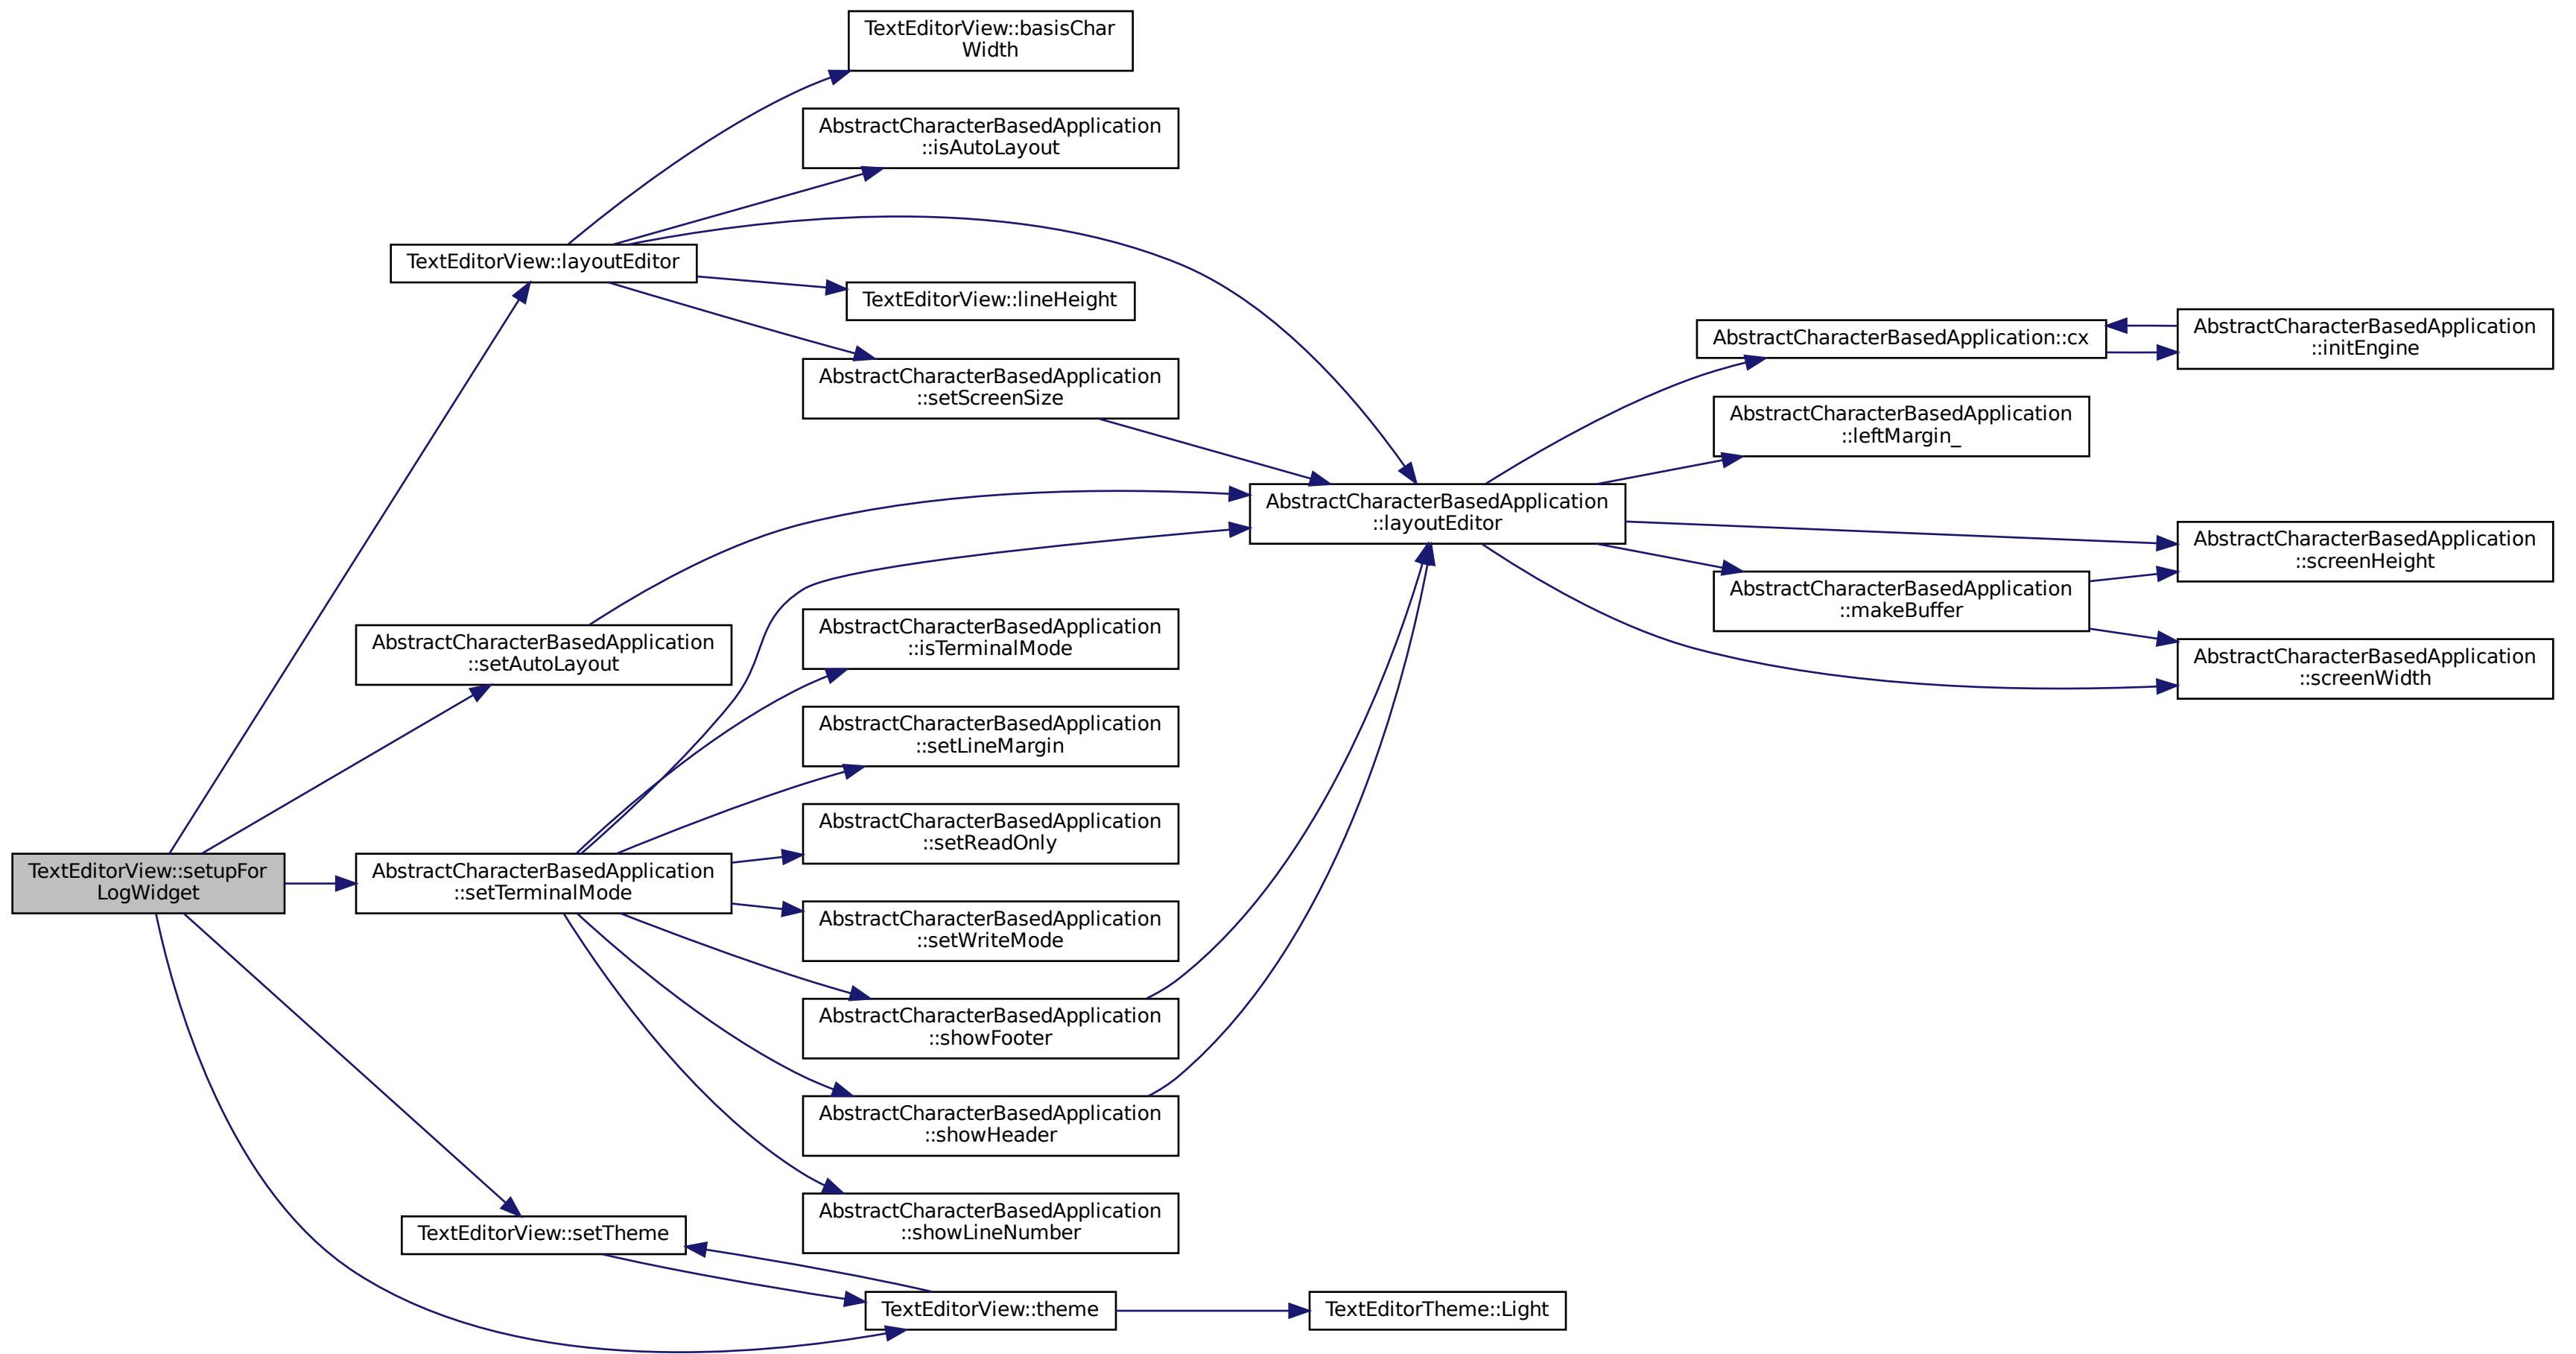 TextEditorView::basisChar
Width
AbstractCharacterBasedApplication
::isAutoLayout
TextEditorView::layoutEditor
TextEditorView::lineHeight
AbstractCharacterBasedApplication::cx
AbstractCharacterBasedApplication
::initEngine
AbstractCharacterBasedApplication
::setScreenSize
AbstractCharacterBasedApplication
::leftMargin_
AbstractCharacterBasedApplication
::layoutEditor
AbstractCharacterBasedApplication
::screenHeight
AbstractCharacterBasedApplication
::makeBuffer
AbstractCharacterBasedApplication
::setAutoLayout
AbstractCharacterBasedApplication
::isTerminalMode
AbstractCharacterBasedApplication
::screenWidth
AbstractCharacterBasedApplication
::setLineMargin
AbstractCharacterBasedApplication
::setReadOnly
TextEditorView::setupFor
LogWidget
AbstractCharacterBasedApplication
::setTerminalMode
AbstractCharacterBasedApplication
::setWriteMode
AbstractCharacterBasedApplication
::showFooter
AbstractCharacterBasedApplication
::showHeader
AbstractCharacterBasedApplication
::showLineNumber
TextEditorView::setTheme
TextEditorView::theme
TextEditorTheme::Light